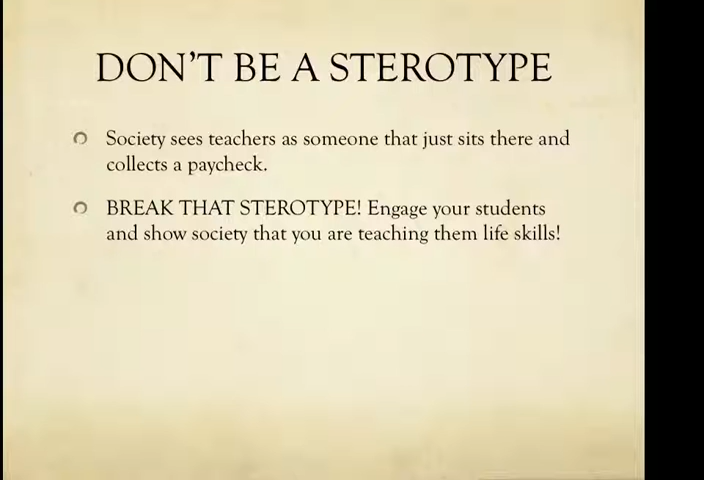 DON'T BE A STEROTYPE
Society sees teachers as someone that just sits there and
collects a paycheck.
BREAK THAT STEROTYPE! Engage your students
and show society that you are teaching them life skills!